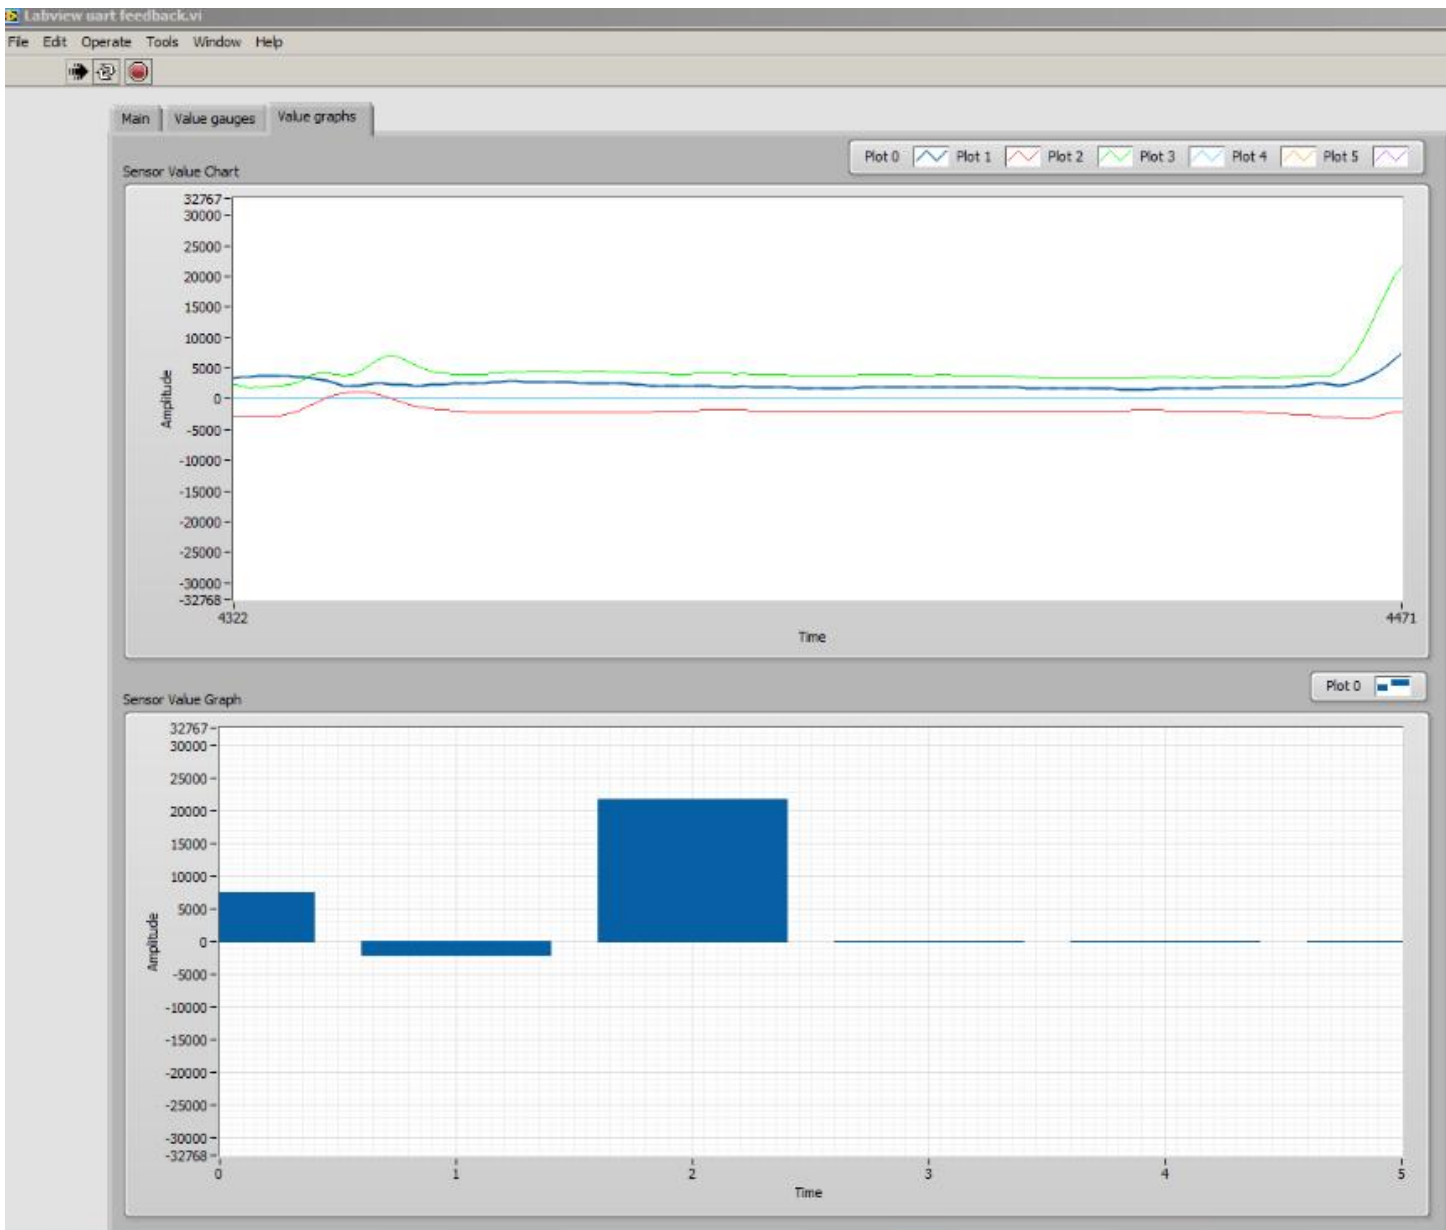 Labview uart feedback.vi
File Edit Operate Tools Window Help
Main Value gauges Value graphs
Plot 0 Plot 1 Plot 2 Plot 3 Plot 4 Plot 5
Sensor Value Chart
32767
30000
25000
20000
15000
10000
5000
0
-5000
-10000
-15000
-20000
-25000
-30000
-32768
Amplitude
4322 4471
Time
Plot 0
Sensor Value Graph
32767
30000
25000
20000
15000
10000
5000
0
-5000
-10000
-15000
-20000
-25000
-30000
-32768
Amplitude
0 1 2 3 4 5
Time